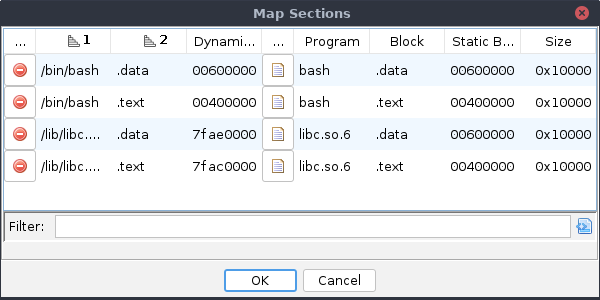 Map Sections
... 1 2 Dynami... ... Program Block Static B... Size
/bin/bash .data 00600000 bash .data 00600000 0x10000
/bin/bash .text 00400000 bash .text 00400000 0x10000
/lib/libc.... .data 7fae0000 libc.so.6 .data 00600000 0x10000
/lib/libc.... .text 7fac0000 libc.so.6 .text 00400000 0x10000
Filter:
OK Cancel